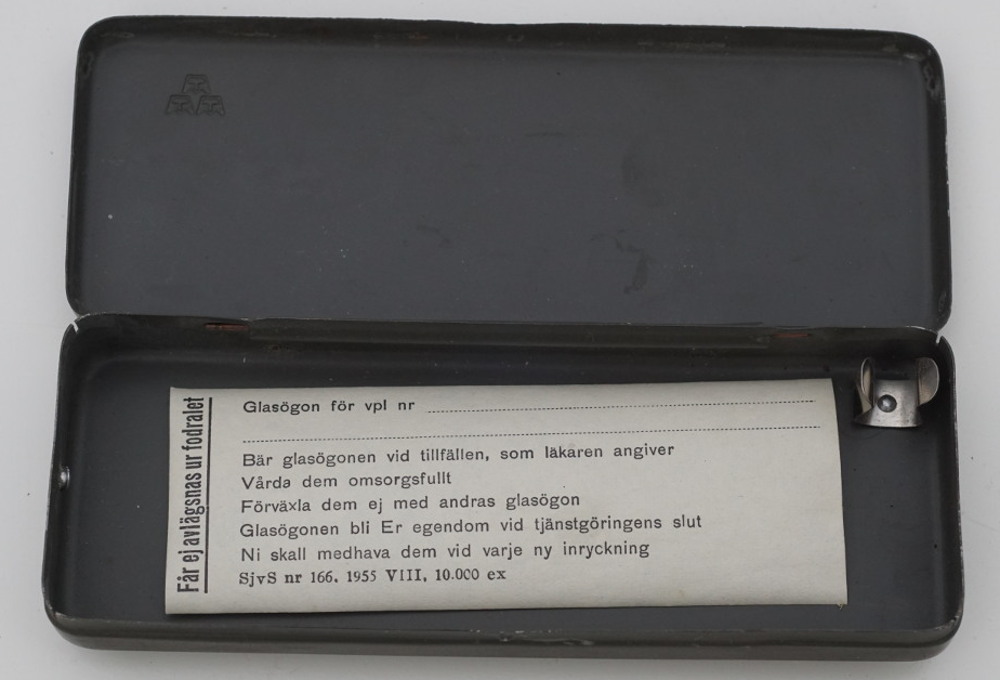 Får ej avlägsnas ur fodralet
Glasögon för vpl nr
Bär glasögonen vid tillfällen, som läkaren angiver
Vårda dem omsorgsfullt
Förväxla dem ej med andras glasögon
Glasögonen bli Er egendom vid tjänstgöringens slut
Ni skall medhava dem vid varje ny inryckning
SjvS nr 166. 1955 VIII. 10.000 ex